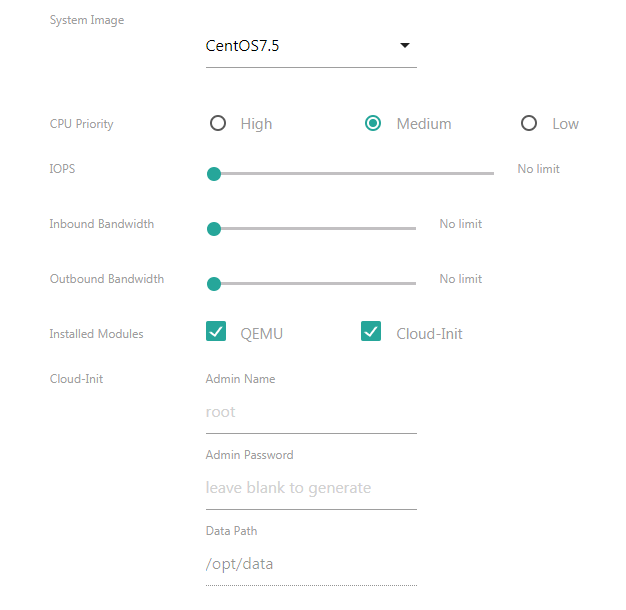 System Image
CentOS7.5
CPU Priority High Medium Low
IOPS No limit
Inbound Bandwidth No limit
Outbound Bandwidth No limit
Installed Modules QEMU Cloud-Init
Cloud-Init Admin Name
root
Admin Password
leave blank to generate
Data Path
/opt/data